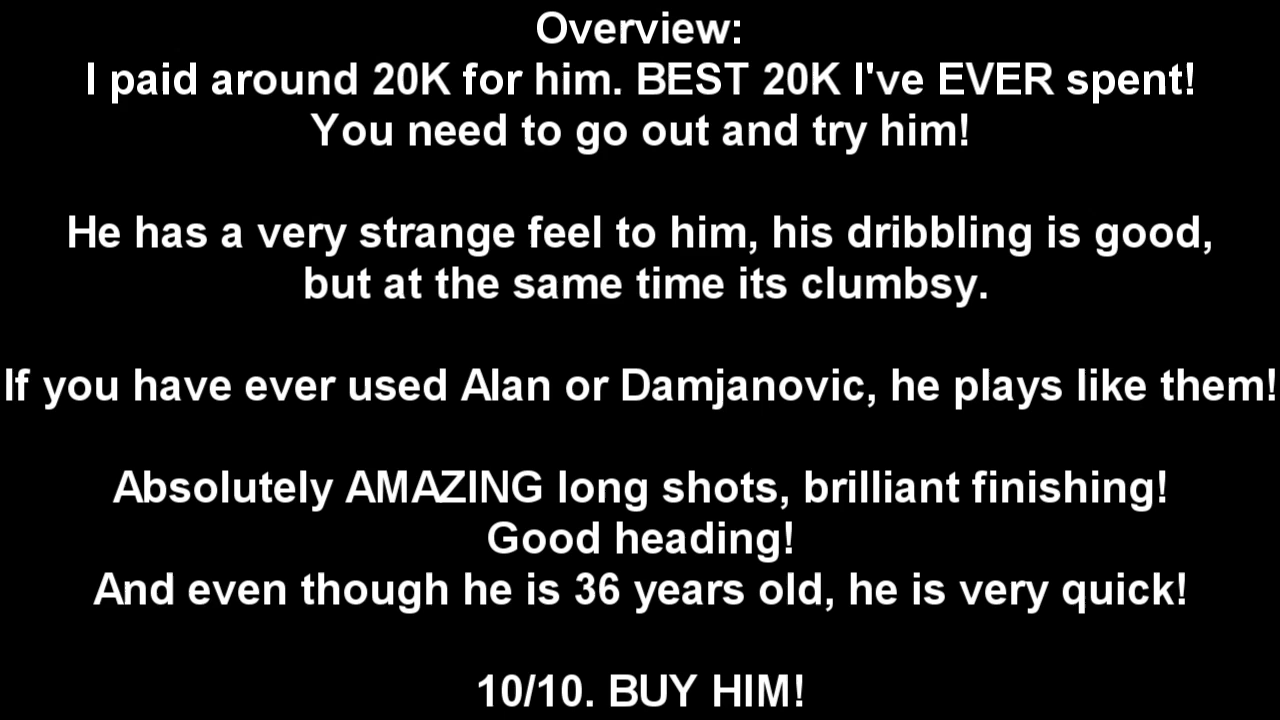 Overview:
I paid around 20K for him. BEST 20K I've EVER spent!
You need to go out and try him!
He has a very strange feel to him, his dribbling is good,
but at the same time its clumbsy.
If you have ever used Alan or Damjanovic, he plays like them!
Absolutely AMAZING long shots, brilliant finishing!
Good heading!
And even though he is 36 years old, he is very quick!
10/10. BUY HIM!